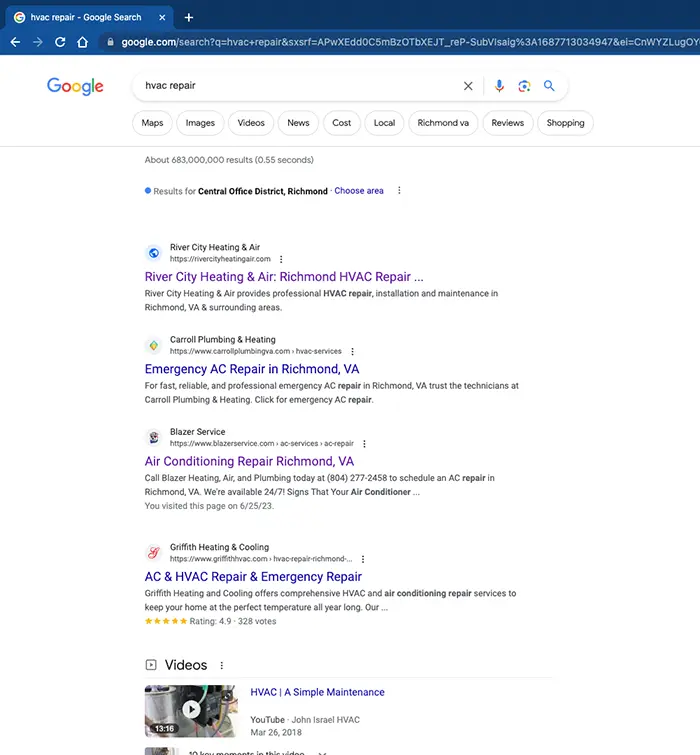 hvac repair - Google Search
google.com/search?q=hvac+repair&sxsrf=APwXEdd0C5mBzOTbXEJT_reP-SubVIsaig%3A1687713034947&ei=CnWYZLugOY
Google
hvac repair
Maps Images Videos News Cost Local Richmond va Reviews Shopping
About 683,000,000 results (0.55 seconds)
Results for Central Office District, Richmond · Choose area
River City Heating & Air
https://rivercityheatingair.com
River City Heating & Air: Richmond HVAC Repair ...
River City Heating & Air provides professional HVAC repair, installation and maintenance in
Richmond, VA & surrounding areas.
Carroll Plumbing & Heating
https://www.carrollplumbingva.com › hvac-services
Emergency AC Repair in Richmond, VA
For fast, reliable, and professional emergency AC repair in Richmond, VA trust the technicians at
Carroll Plumbing & Heating. Click for emergency AC repair.
Blazer Service
https://www.blazerservice.com › ac-services › ac-repair
Air Conditioning Repair Richmond, VA
Call Blazer Heating, Air, and Plumbing today at (804) 277-2458 to schedule an AC repair in
Richmond, VA. We're available 24/7! Signs That Your Air Conditioner ...
You visited this page on 6/25/23.
Griffith Heating & Cooling
https://www.griffithhvac.com › hvac-repair-richmond-...
AC & HVAC Repair & Emergency Repair
Griffith Heating and Cooling offers comprehensive HVAC and air conditioning repair services to
keep your home at the perfect temperature all year long. Our ...
Rating: 4.9 · 328 votes
Videos
HVAC | A Simple Maintenance
YouTube · John Israel HVAC
13:16
Mar 26, 2018
10 key moments in this video